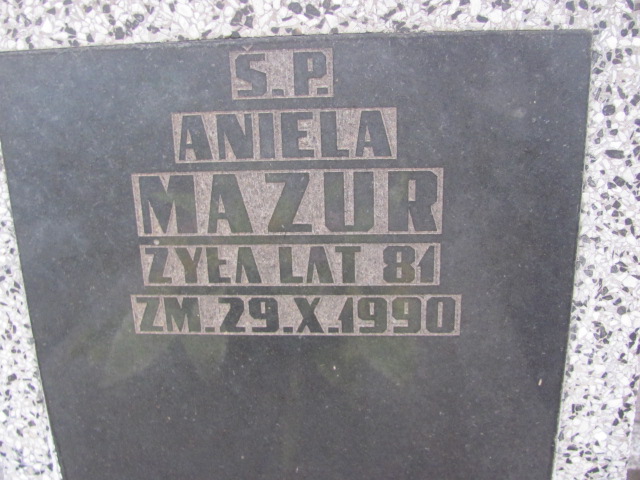 Ś.P.
ANIELA
MAZUR
ŻYŁA LAT 81
ZM.29.X.1990